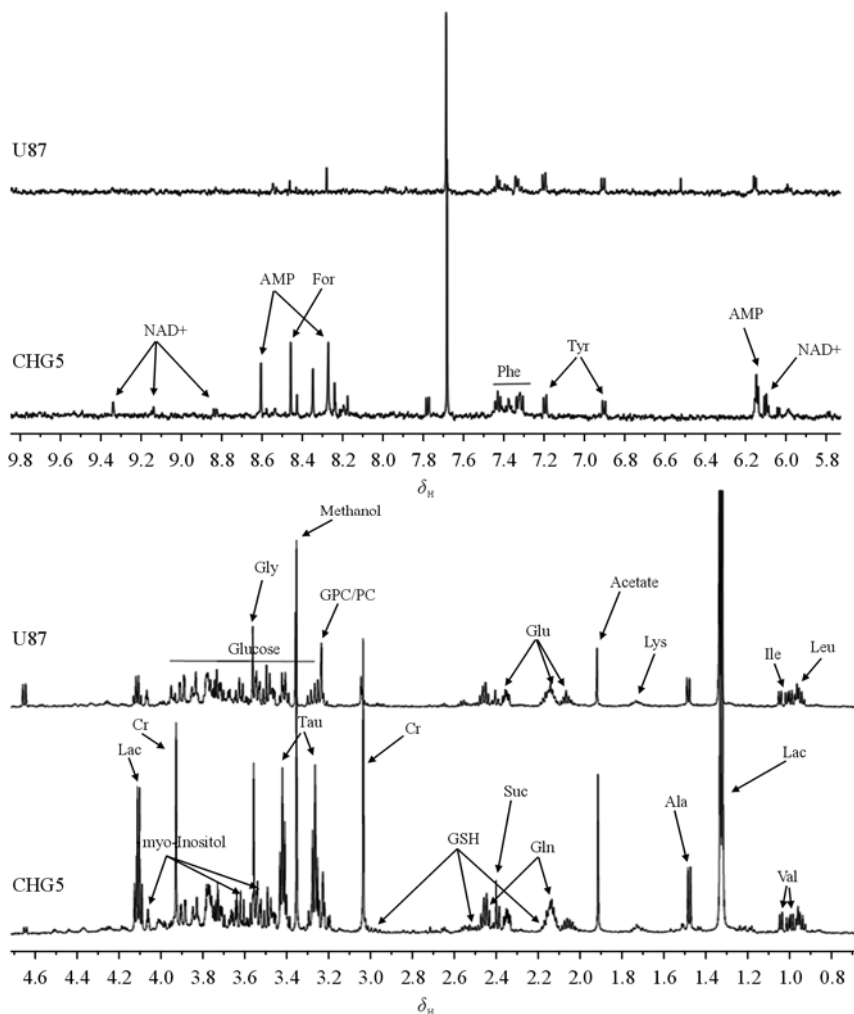 U87
AMP
For
NAD+
AMP
NAD+
CHG5
Phe
Tyr
9.8 9.6 9.4 9.2 9.0 8.8 8.6 8.4 8.2 8.0 7.8 7.6 7.4 7.2 7.0 6.8 6.6 6.4 6.2 6.0 5.8
δH
Methanol
Gly
GPC/PC
Acetate
U87
Glucose
Glu
Lys
Ile
Leu
Cr
Lac
Tau
Cr
Lac
Suc
Ala
myo-Inositol
GSH
Gln
Val
CHG5
4.6 4.4 4.2 4.0 3.8 3.6 3.4 3.2 3.0 2.8 2.6 2.4 2.2 2.0 1.8 1.6 1.4 1.2 1.0 0.8
δH